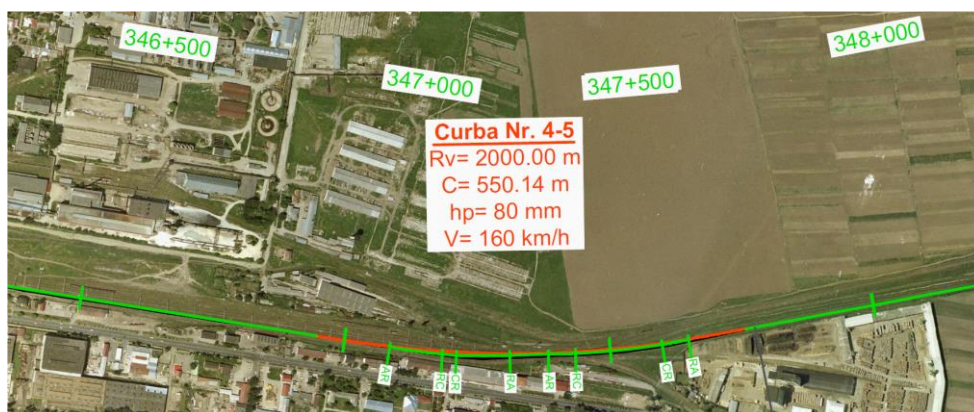 346+500
347+000
347+500
348+000
Curba Nr. 4-5
Rv= 2000.00 m
C= 550.14 m
hp= 80 mm
V= 160 km/h
AR
RC
CR
RA
AR
RC
CR
RA